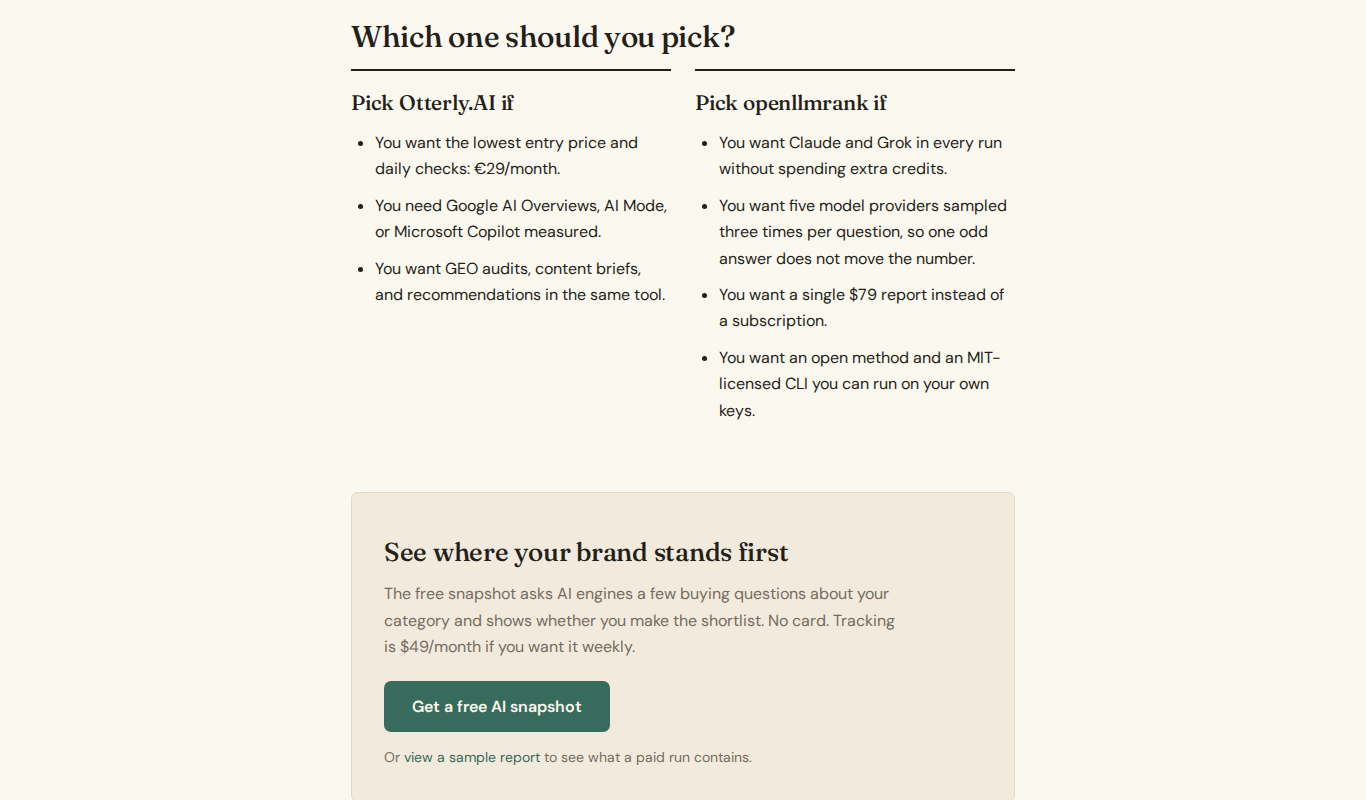 Which one should you pick?
Pick Otterly.AI if
You want the lowest entry price and
daily checks: €29/month.
You need Google AI Overviews, AI Mode,
or Microsoft Copilot measured.
You want GEO audits, content briefs,
and recommendations in the same tool.
Pick openllmrank if
You want Claude and Grok in every run
without spending extra credits.
You want five model providers sampled
three times per question, so one odd
answer does not move the number.
You want a single $79 report instead of
a subscription.
You want an open method and an MIT-
licensed CLI you can run on your own
keys.
See where your brand stands first
The free snapshot asks AI engines a few buying questions about your
category and shows whether you make the shortlist. No card. Tracking
is $49/month if you want it weekly.
Get a free AI snapshot
Or view a sample report to see what a paid run contains.